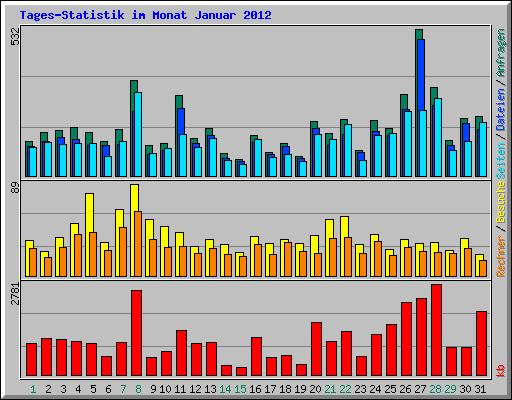 Tages-Statistik im Monat Januar 2012
532
89
2781
Rechner / Besuche Seiten / Dateien / Anfragen
kb
1 2 3 4 5 6 7 8 9 10 11 12 13 14 15 16 17 18 19 20 21 22 23 24 25 26 27 28 29 30 31